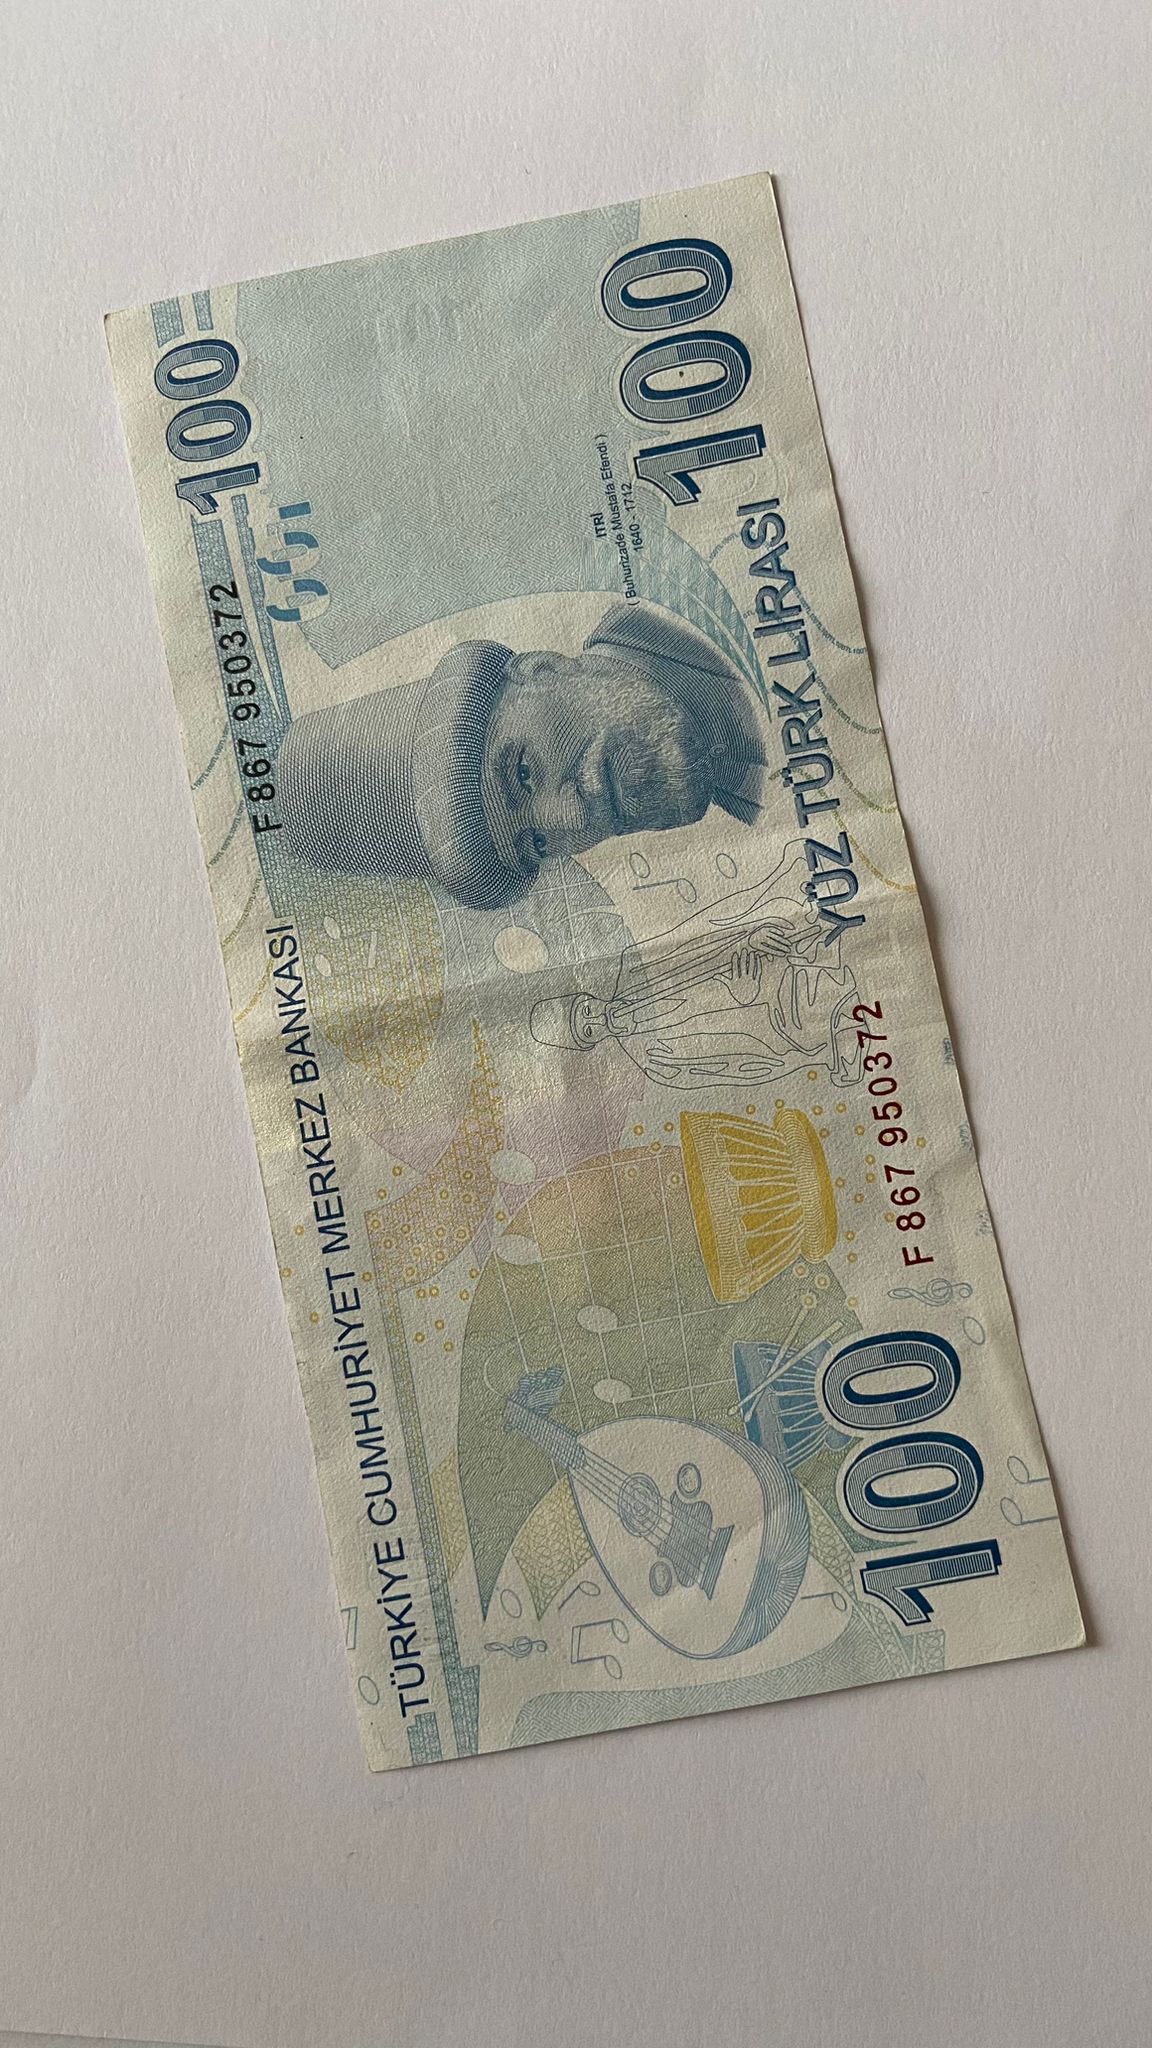 TÜRKİYE CUMHURİYET MERKEZ BANKASI
F 867 950372
100
100
ITRİ
( Buhurizade Mustafa Efendi )
1640 - 1712
100
F 867 950372
YÜZ TÜRK LİRASI
100